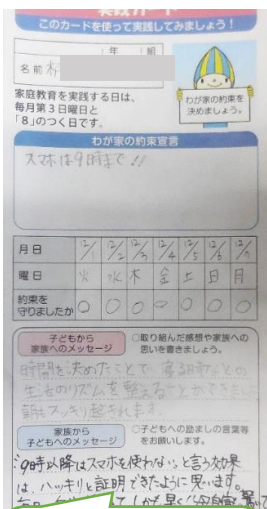 実践カード
このカードを使って実践してみましょう！
年 組
名前
家庭教育を実践する日は、
毎月第3日曜日と
「8」のつく日です。
わが家の約束を
決めましょう。
わが家の約束宣言
スマホは9時まで!!
月日 12/1 12/2 12/3 12/4 12/5 12/6 12/7
曜日 火 水 木 金 土 日 月
約束を
守りましたか ○ ○ ○ ○ ○ ○ ○
子どもから
家族へのメッセージ
○取り組んだ感想や家族への
思いを書きましょう。
時間を決めたことで、寝る時間などの
生活のリズムを整えることができました
朝もスッキリ起きれます
家族から
子どもへのメッセージ
○子どもへの励ましの言葉等
をお願いします。
"9時以降はスマホを使わない"と言う効果
は、ハッキリと証明できたように思います。